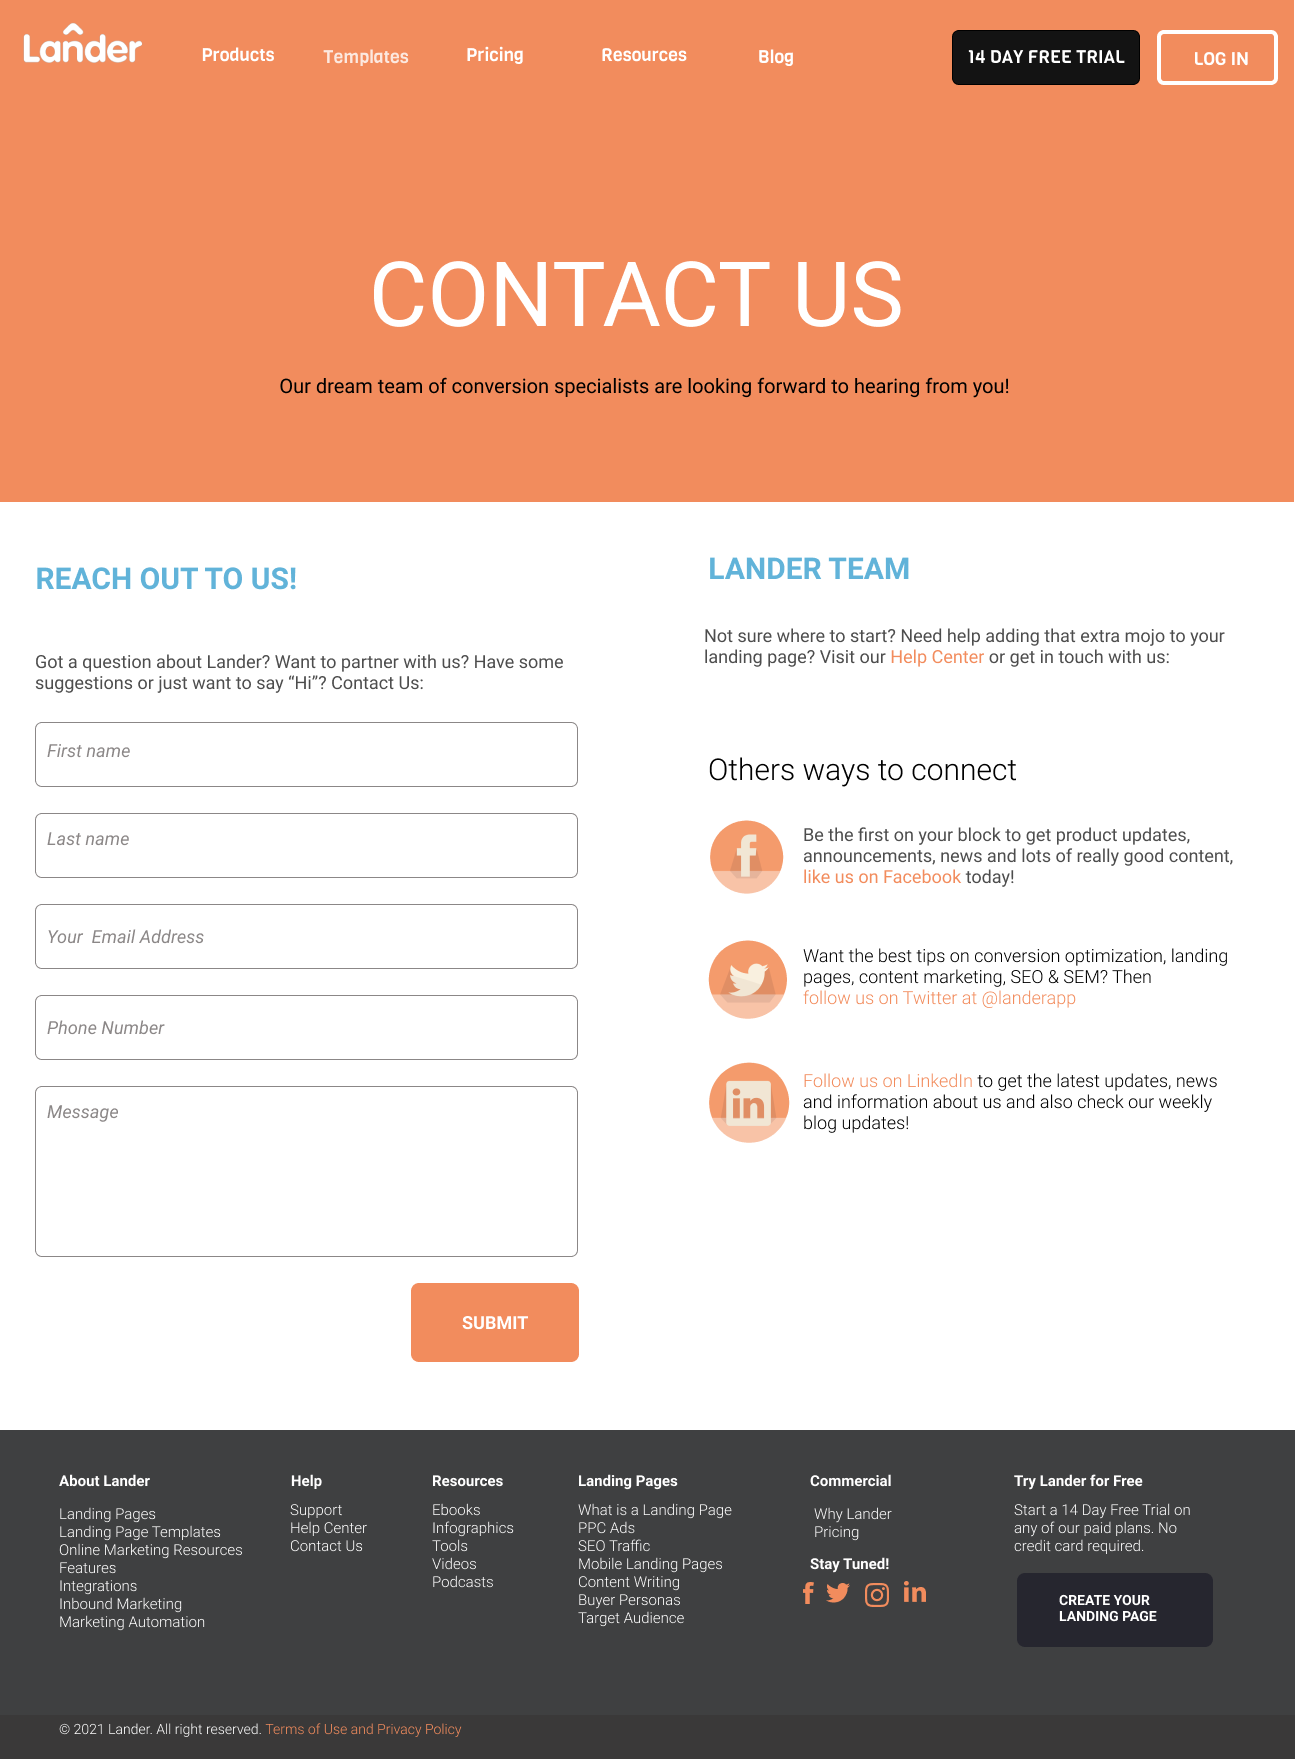 Lander
Products
Templates
Pricing
Resources
Blog
14 DAY FREE TRIAL
LOG IN
CONTACT US
Our dream team of conversion specialists are looking forward to hearing from you!
REACH OUT TO US!
Got a question about Lander? Want to partner with us? Have some
suggestions or just want to say “Hi”? Contact Us:
First name
Last name
Your  Email Address
Phone Number
Message
SUBMIT
LANDER TEAM
Not sure where to start? Need help adding that extra mojo to your
landing page? Visit our Help Center or get in touch with us:
Others ways to connect
Be the first on your block to get product updates,
announcements, news and lots of really good content,
like us on Facebook today!
Want the best tips on conversion optimization, landing
pages, content marketing, SEO & SEM? Then
follow us on Twitter at @landerapp
Follow us on LinkedIn to get the latest updates, news
and information about us and also check our weekly
blog updates!
About Lander
Landing Pages
Landing Page Templates
Online Marketing Resources
Features
Integrations
Inbound Marketing
Marketing Automation
Help
Support
Help Center
Contact Us
Resources
Ebooks
Infographics
Tools
Videos
Podcasts
Landing Pages
What is a Landing Page
PPC Ads
SEO Traffic
Mobile Landing Pages
Content Writing
Buyer Personas
Target Audience
Commercial
Why Lander
Pricing
Stay Tuned!
Try Lander for Free
Start a 14 Day Free Trial on
any of our paid plans. No
credit card required.
CREATE YOUR
LANDING PAGE
© 2021 Lander. All right reserved. Terms of Use and Privacy Policy